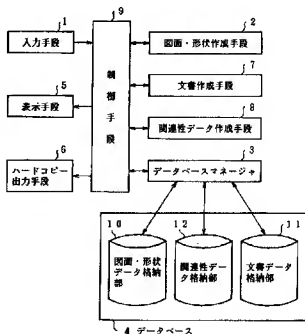 1
入力手段
5
表示手段
6
ハードコピー
出力手段
9
制御手段
2
図面・形状作成手段
7
文書作成手段
8
関連性データ作成手段
3
データベースマネージャ
10
図面・形状
データ格納
部
12
関連性デー
タ格納部
11
文書データ
格納部
4 データベース